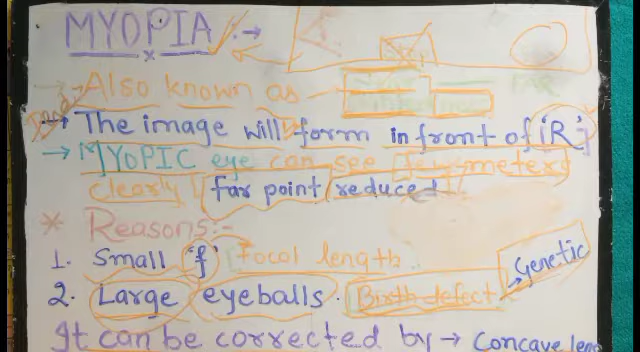 MYOPIA :→
→ Also known as →
FAR
→ The image will form in front of 'R'
→ MYOPIC eye can see few meters
clearly far point reduced.
* Reasons:-
1. Small 'f' Focal length.
2. Large eyeballs. Birth defect → Genetic
It can be corrected by → Concave lens